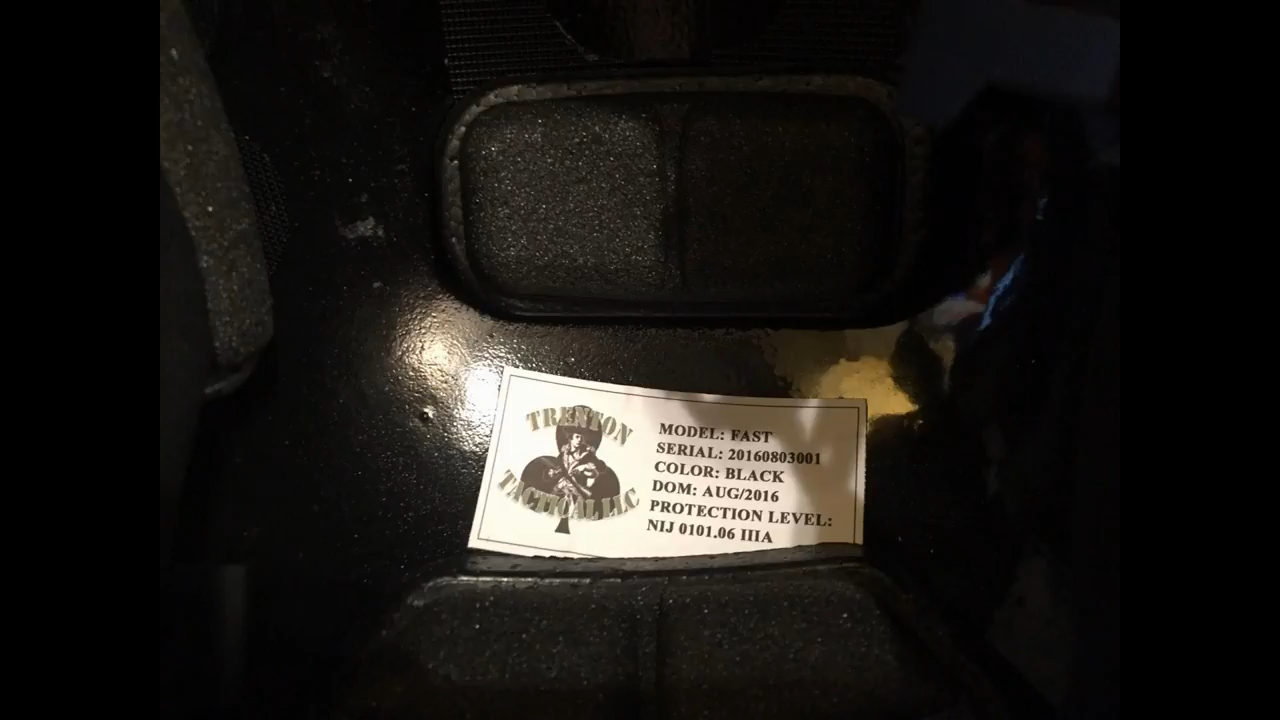 TRENTON
TACTICAL LLC
MODEL: FAST
SERIAL: 20160803001
COLOR: BLACK
DOM: AUG/2016
PROTECTION LEVEL:
NIJ 0101.06 IIIA